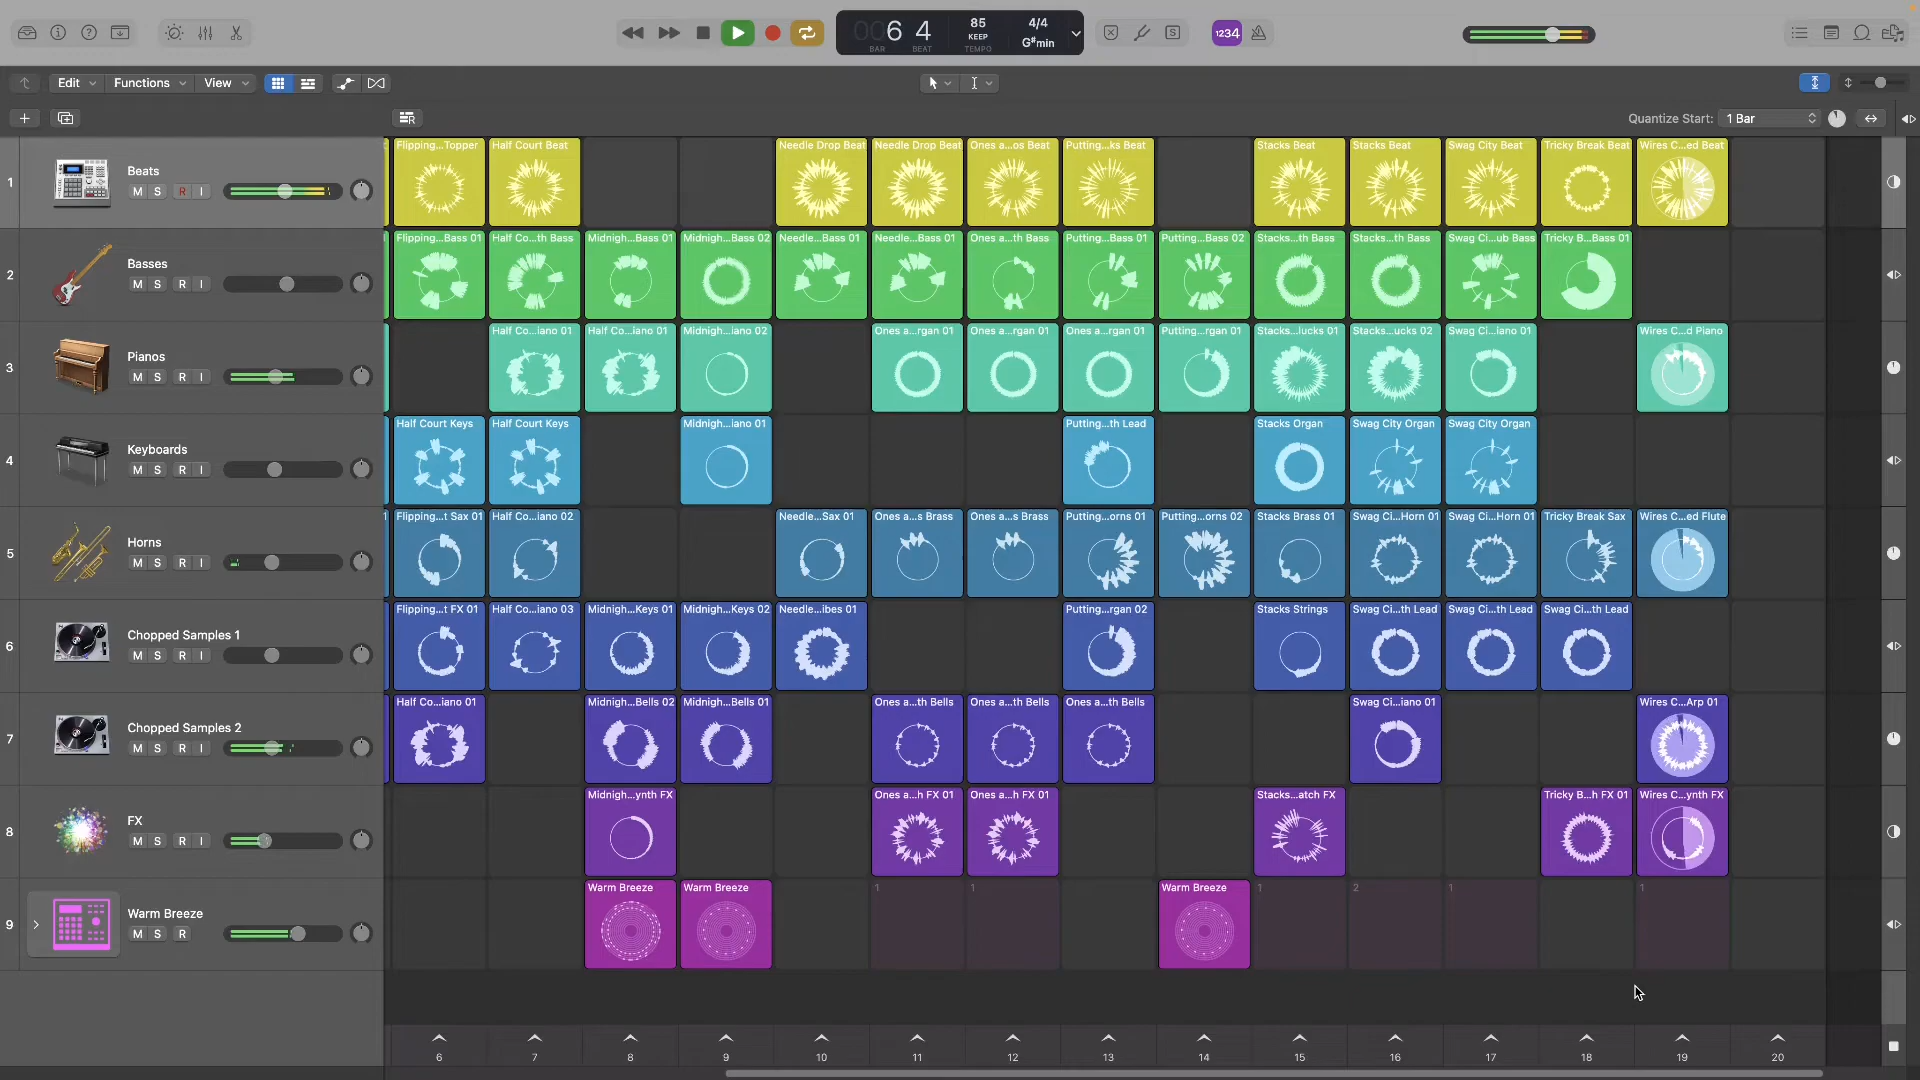 006 4
BAR BEAT
85
KEEP
TEMPO
4/4
G#min
S
1234
Edit
Functions
View
Quantize Start: 1 Bar
1
Beats
M S R I
Flipping...Topper
Half Court Beat
Needle Drop Beat
Needle Drop Beat
Ones a...os Beat
Putting...ks Beat
Stacks Beat
Stacks Beat
Swag City Beat
Tricky Break Beat
Wires C...ed Beat
2
Basses
M S R I
Flipping...Bass 01
Half Co...th Bass
Midnigh...Bass 01
Midnigh...Bass 02
Needle...Bass 01
Needle...Bass 01
Ones a...th Bass
Putting...Bass 01
Putting...Bass 02
Stacks...th Bass
Stacks...th Bass
Swag Ci...ub Bass
Tricky B...Bass 01
3
Pianos
M S R I
Half Co...iano 01
Half Co...iano 01
Midnigh...iano 02
Ones a...rgan 01
Ones a...rgan 01
Ones a...rgan 01
Putting...rgan 01
Stacks...lucks 01
Stacks...ucks 02
Swag Ci...iano 01
Wires C...d Piano
4
Keyboards
M S R I
Half Court Keys
Half Court Keys
Midnigh...iano 01
Putting...th Lead
Stacks Organ
Swag City Organ
Swag City Organ
5
Horns
M S R I
Flipping...t Sax 01
Half Co...iano 02
Needle...Sax 01
Ones a...s Brass
Ones a...s Brass
Putting...orns 01
Putting...orns 02
Stacks Brass 01
Swag Ci...Horn 01
Swag Ci...Horn 01
Tricky Break Sax
Wires C...ed Flute
6
Chopped Samples 1
M S R I
Flipping...t FX 01
Half Co...iano 03
Midnigh...Keys 01
Midnigh...Keys 02
Needle...ibes 01
Putting...rgan 02
Stacks Strings
Swag Ci...th Lead
Swag Ci...th Lead
Swag Ci...th Lead
7
Chopped Samples 2
M S R I
Half Co...iano 01
Midnigh...Bells 02
Midnigh...Bells 01
Ones a...th Bells
Ones a...th Bells
Ones a...th Bells
Swag Ci...iano 01
Wires C...Arp 01
8
FX
M S R I
Midnigh...ynth FX
Ones a...h FX 01
Ones a...h FX 01
Stacks...atch FX
Tricky B...h FX 01
Wires C...ynth FX
9
Warm Breeze
M S R
Warm Breeze
Warm Breeze
1
1
Warm Breeze
1
2
1
1
6 7 8 9 10 11 12 13 14 15 16 17 18 19 20